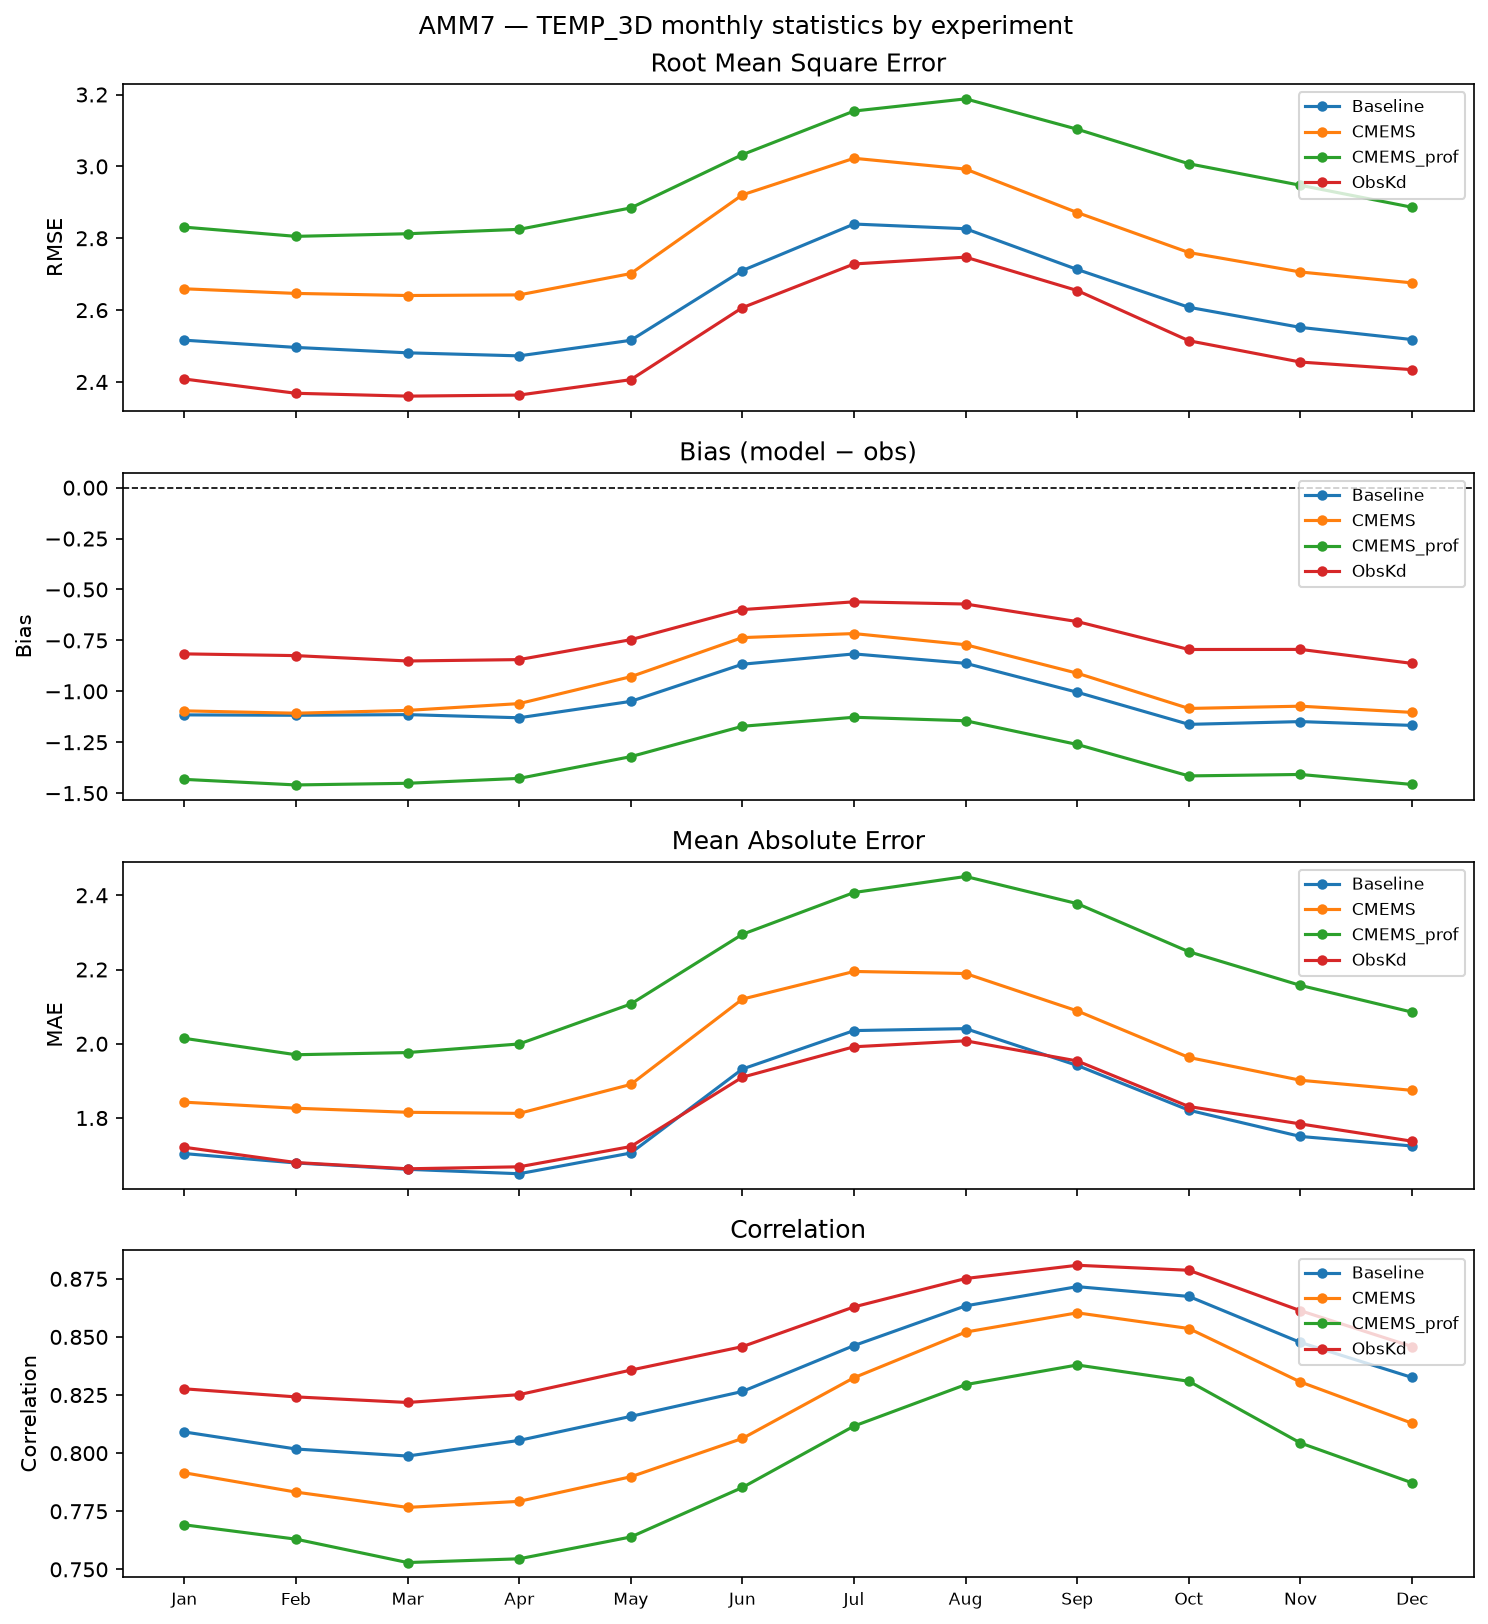 AMM7 — TEMP_3D monthly statistics by experiment
Root Mean Square Error
3.2
3.0
2.8
2.6
2.4
RMSE
Baseline
CMEMS
CMEMS_prof
ObsKd
Bias (model − obs)
0.00
−0.25
−0.50
−0.75
−1.00
−1.25
−1.50
Bias
Baseline
CMEMS
CMEMS_prof
ObsKd
Mean Absolute Error
2.4
2.2
2.0
1.8
MAE
Baseline
CMEMS
CMEMS_prof
ObsKd
Correlation
0.875
0.850
0.825
0.800
0.775
0.750
Correlation
Baseline
CMEMS
CMEMS_prof
ObsKd
Jan Feb Mar Apr May Jun Jul Aug Sep Oct Nov Dec